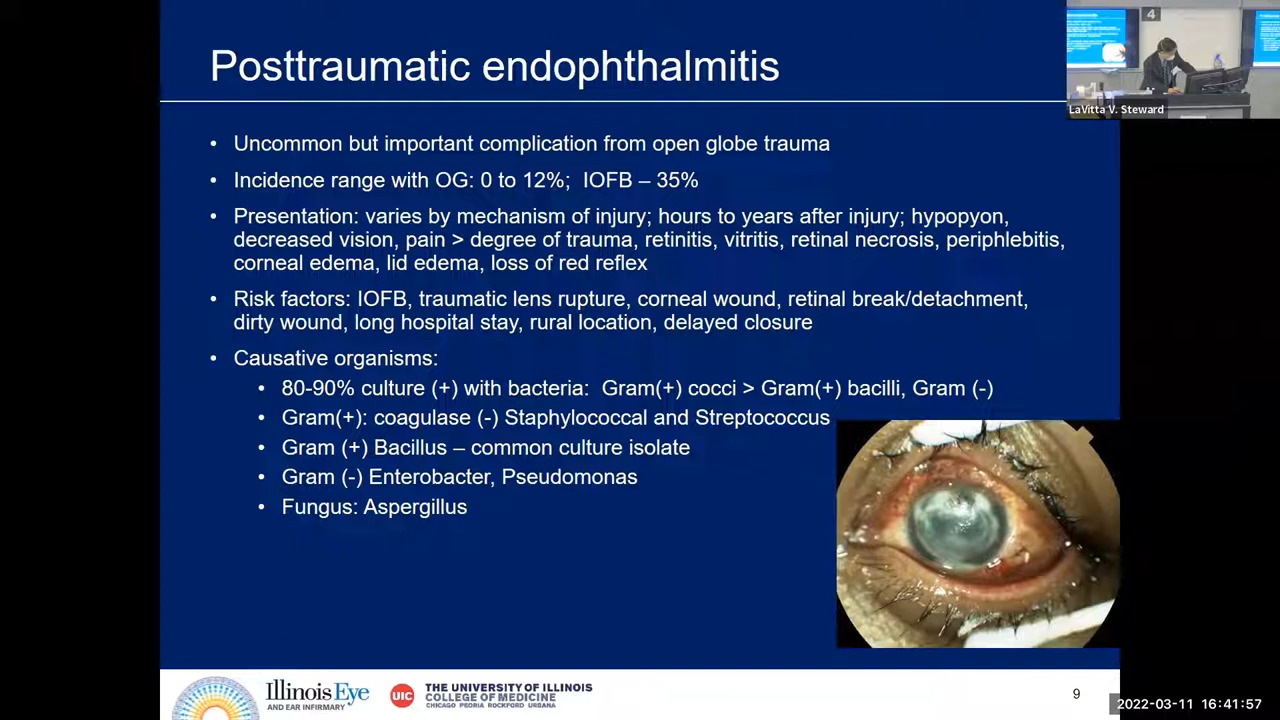 Posttraumatic endophthalmitis
4
LaVitta V. Steward
• Uncommon but important complication from open globe trauma
• Incidence range with OG: 0 to 12%; IOFB – 35%
• Presentation: varies by mechanism of injury; hours to years after injury; hypopyon,
decreased vision, pain > degree of trauma, retinitis, vitritis, retinal necrosis, periphlebitis,
corneal edema, lid edema, loss of red reflex
• Risk factors: IOFB, traumatic lens rupture, corneal wound, retinal break/detachment,
dirty wound, long hospital stay, rural location, delayed closure
• Causative organisms:
• 80-90% culture (+) with bacteria: Gram(+) cocci > Gram(+) bacilli, Gram (-)
• Gram(+): coagulase (-) Staphylococcal and Streptococcus
• Gram (+) Bacillus – common culture isolate
• Gram (-) Enterobacter, Pseudomonas
• Fungus: Aspergillus
Illinois Eye
AND EAR INFIRMARY
UIC
THE UNIVERSITY OF ILLINOIS
COLLEGE OF MEDICINE
CHICAGO PEORIA ROCKFORD URBANA
9
2022-03-11 16:41:57